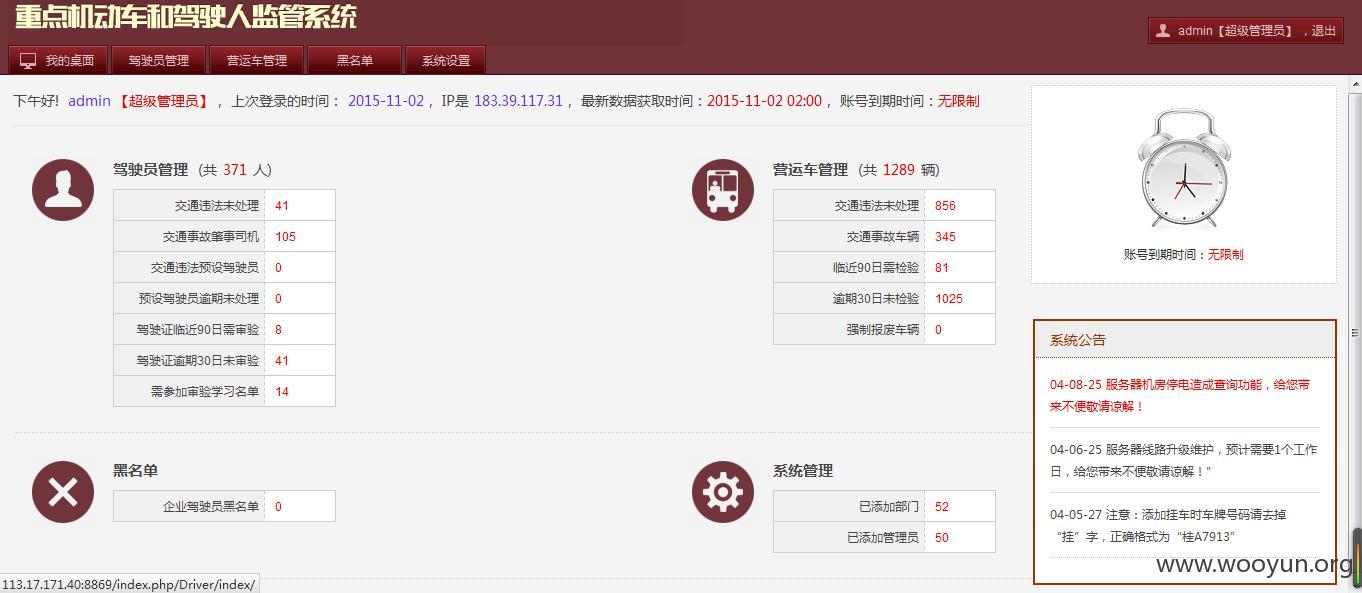 重点机动车和驾驶人监管系统
admin【超级管理员】 ，退出
我的桌面 驾驶员管理 营运车管理 黑名单 系统设置
下午好! admin 【超级管理员】， 上次登录的时间： 2015-11-02， IP是 183.39.117.31， 最新数据获取时间：2015-11-02 02:00， 账号到期时间：无限制
驾驶员管理 (共 371 人)
交通违法未处理 41
交通事故肇事司机 105
交通违法预设驾驶员 0
预设驾驶员逾期未处理 0
驾驶证临近90日需审验 8
驾驶证逾期30日未审验 41
需参加审验学习名单 14
营运车管理 (共 1289 辆)
交通违法未处理 856
交通事故车辆 345
临近90日需检验 81
逾期30日未检验 1025
强制报废车辆 0
账号到期时间：无限制
黑名单
企业驾驶员黑名单 0
系统管理
已添加部门 52
已添加管理员 50
系统公告
04-08-25 服务器机房停电造成查询功能，给您带
来不便敬请谅解！
04-06-25 服务器线路升级维护，预计需要1个工作
日，给您带来不便敬请谅解！”
04-05-27 注意：添加挂车时车牌号码请去掉
“挂”字，正确格式为“桂A7913”
www.wooyun.org
113.17.171.40:8869/index.php/Driver/index/